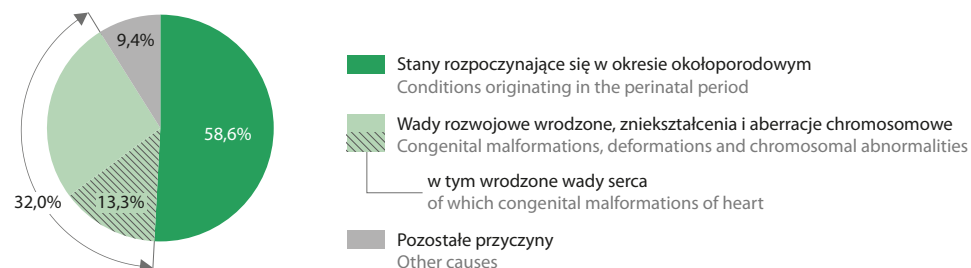 9,4%
58,6%
13,3%
32,0%
Stany rozpoczynające się w okresie okołoporodowym
Conditions originating in the perinatal period
Wady rozwojowe wrodzone, zniekształcenia i aberracje chromosomowe
Congenital malformations, deformations and chromosomal abnormalities
w tym wrodzone wady serca
of which congenital malformations of heart
Pozostałe przyczyny
Other causes